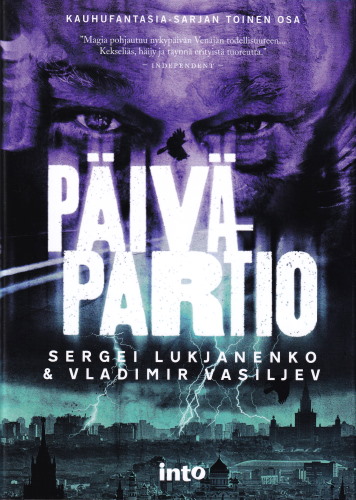 KAUHUFANTASIA-SARJAN TOINEN OSA
"Magia pohjautuu nykypäivän Venäjän todellisuuteen...
Kekseliäs, häijy ja täynnä erityistä tuoreutta."
– INDEPENDENT –
PÄIVÄ-
PARTIO
SERGEI LUKJANENKO
& VLADIMIR VASILJEV
into